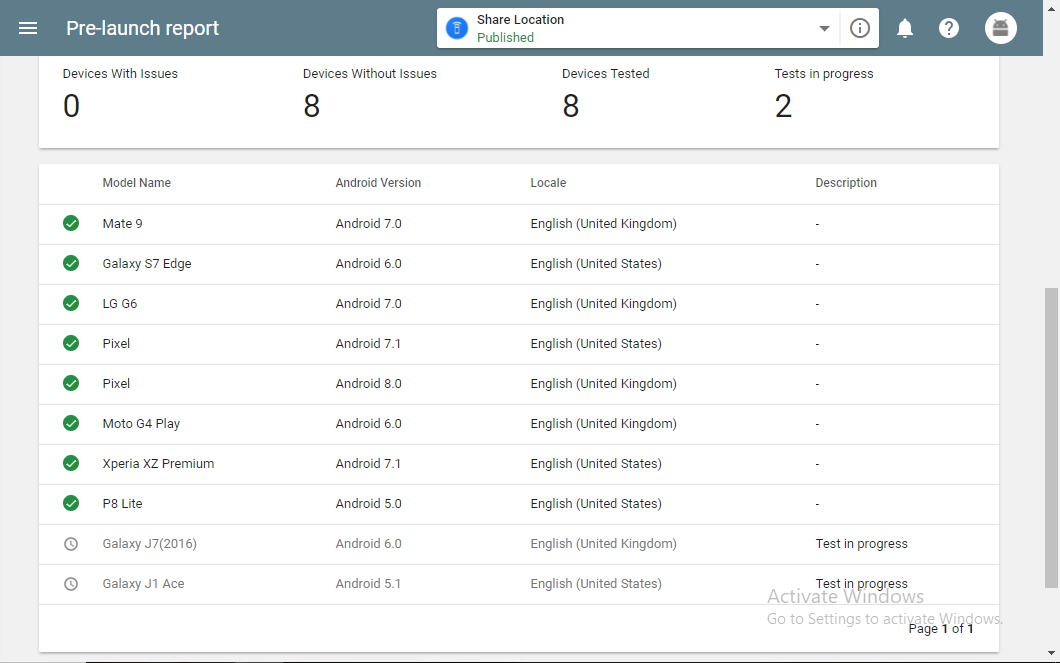 Pre-launch report
Share Location
Published
Devices With Issues Devices Without Issues Devices Tested Tests in progress
0 8 8 2
Model Name Android Version Locale Description
Mate 9 Android 7.0 English (United Kingdom) -
Galaxy S7 Edge Android 6.0 English (United States) -
LG G6 Android 7.0 English (United Kingdom) -
Pixel Android 7.1 English (United States) -
Pixel Android 8.0 English (United Kingdom) -
Moto G4 Play Android 6.0 English (United Kingdom) -
Xperia XZ Premium Android 7.1 English (United States) -
P8 Lite Android 5.0 English (United States) -
Galaxy J7(2016) Android 6.0 English (United Kingdom) Test in progress
Galaxy J1 Ace Android 5.1 English (United States) Test in progress
Activate Windows
Go to Settings to activate Windows.
Page 1 of 1